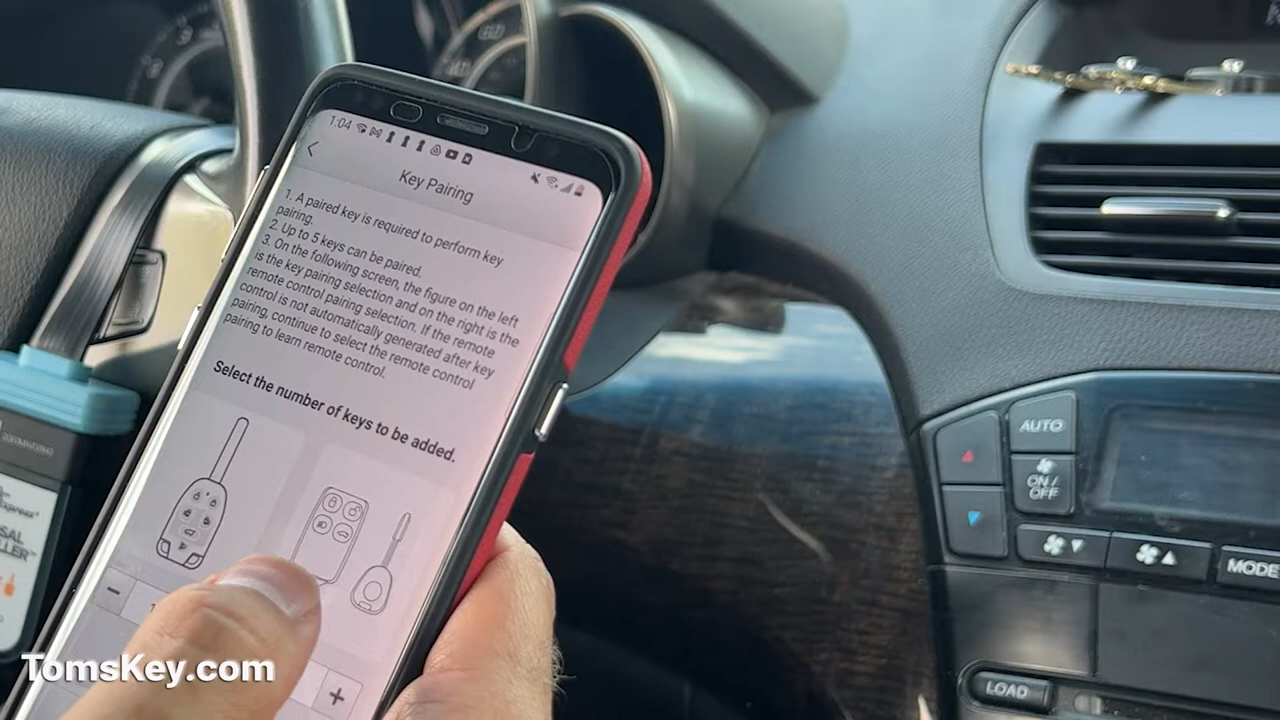 1:04
Key Pairing
1. A paired key is required to perform key
pairing.
2. Up to 5 keys can be paired.
3. On the following screen, the figure on the left
is the key pairing selection and on the right is the
remote control pairing selection. If the remote
control is not automatically generated after key
pairing, continue to select the remote control
pairing to learn remote control.
Select the number of keys to be added.
AUTO
ON /
OFF
MODE
LOAD
TomsKey.com